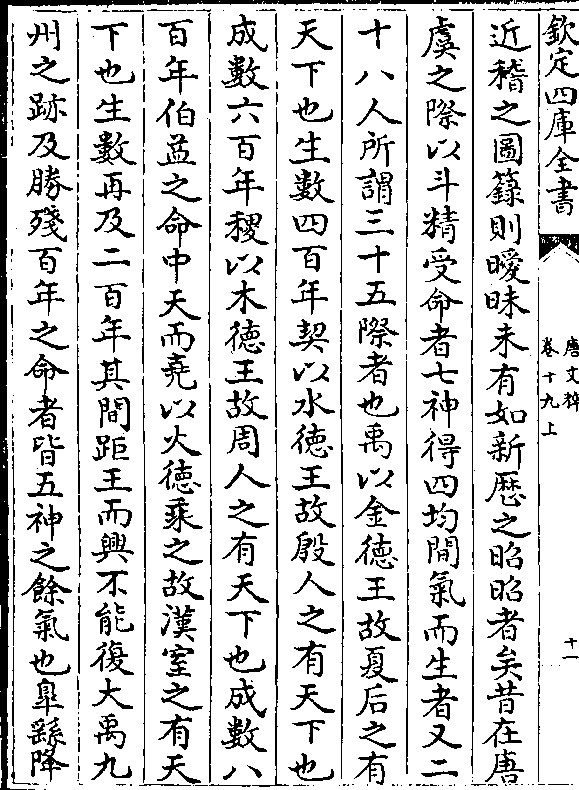 欽定四庫全書
唐文粹
卷十九上
十一
近稽之圖籙則曖昧未有如新厯之昭昭者矣昔在唐
虞之際以斗精受命者七神得四均間氣而生者又二
十八人所謂三十五際者也禹以金徳王故夏后之有
天下也生數四百年契以水徳王故殷人之有天下也
成數六百年稷以木徳王故周人之有天下也成數八
百年伯益之命中天而堯以火徳乘之故漢室之有天
下也生數再及二百年其間距王而興不能復大禹九
州之跡及勝殘百年之命者皆五神之餘氣也臯繇降